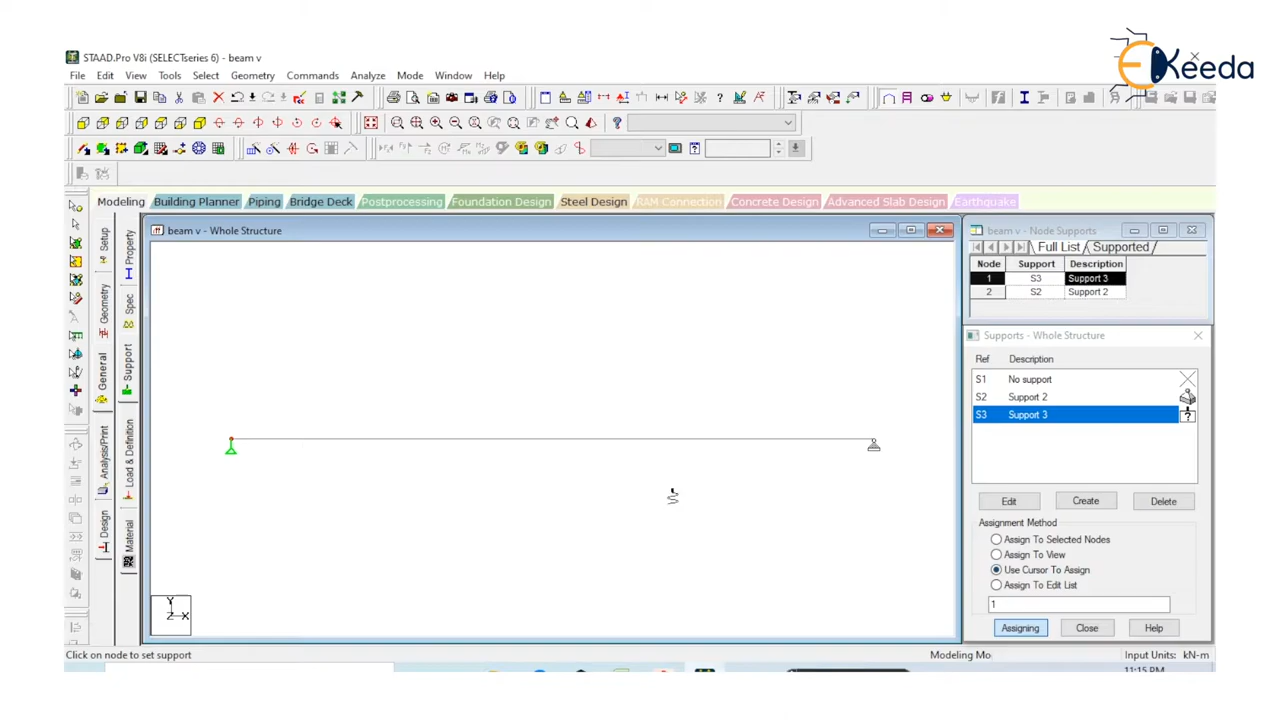 Keeda
STAAD.Pro V8i (SELECTseries 6) - beam v
File Edit View Tools Select Geometry Commands Analyze Mode Window Help
Modeling Building Planner Piping Bridge Deck Postprocessing Foundation Design Steel Design RAM Connection Concrete Design Advanced Slab Design Earthquake
beam v - Whole Structure
beam v - Node Supports
Full List Supported
Node Support Description
1 S3 Support 3
2 S2 Support 2
Setup
Geometry
General
Analysis/Print
Design
Property
Spec
Support
Load & Definition
Material
Supports - Whole Structure
Ref Description
S1 No support
S2 Support 2
S3 Support 3
Edit Create Delete
Assignment Method
Assign To Selected Nodes
Assign To View
Use Cursor To Assign
Assign To Edit List
1
Assigning Close Help
Y
Z X
Click on node to set support
Modeling Mo
Input Units: kN-m
11:15 PM